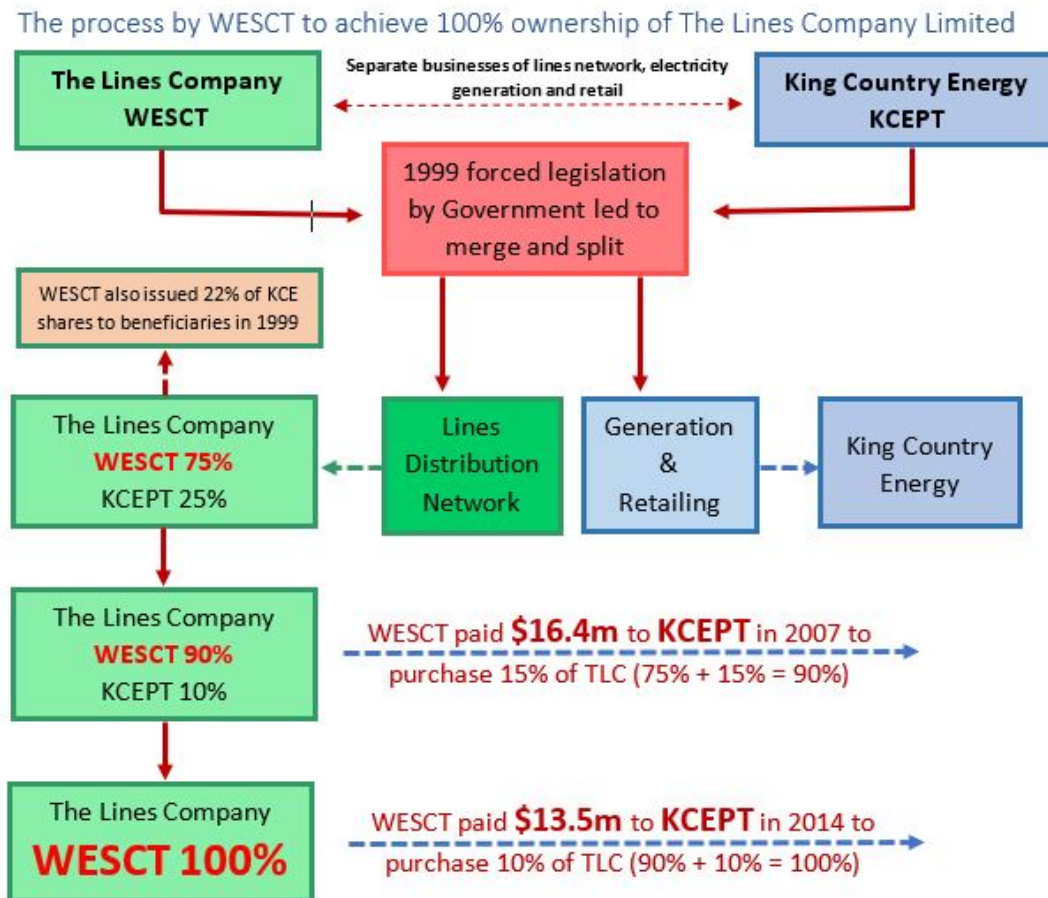 The process by WESCT to achieve 100% ownership of The Lines Company Limited
The Lines Company
WESCT
Separate businesses of lines network, electricity
generation and retail
King Country Energy
KCEPT
1999 forced legislation
by Government led to
merge and split
WESCT also issued 22% of KCE
shares to beneficiaries in 1999
The Lines Company
WESCT 75%
KCEPT 25%
Lines
Distribution
Network
Generation
&
Retailing
King Country
Energy
The Lines Company
WESCT 90%
KCEPT 10%
WESCT paid $16.4m to KCEPT in 2007 to
purchase 15% of TLC (75% + 15% = 90%)
The Lines Company
WESCT 100%
WESCT paid $13.5m to KCEPT in 2014 to
purchase 10% of TLC (90% + 10% = 100%)